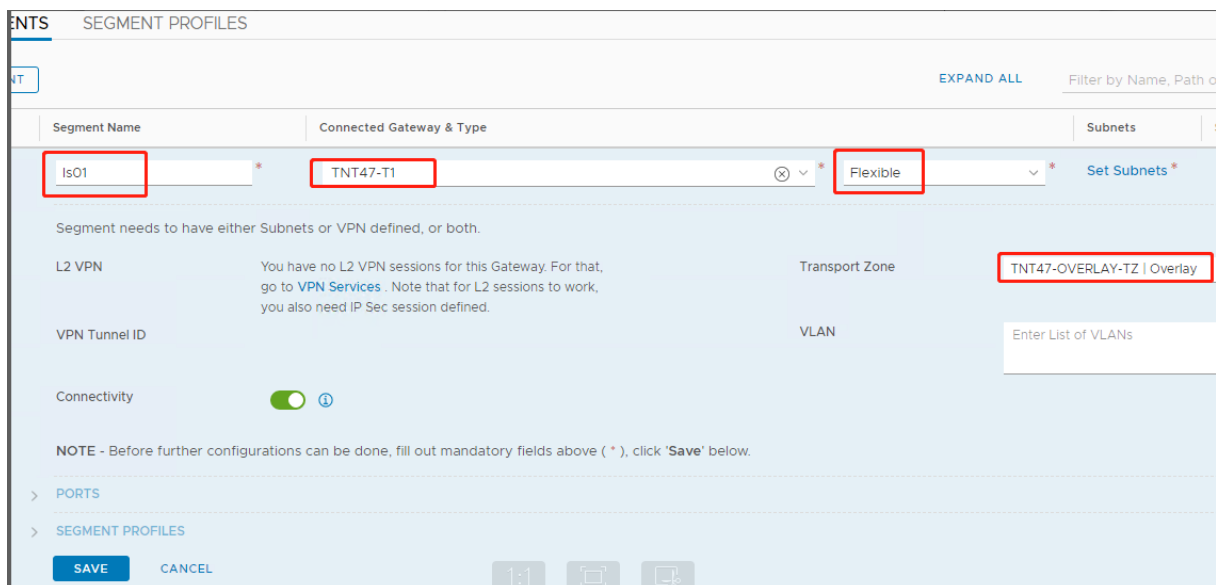 ENTS SEGMENT PROFILES
NT EXPAND ALL Filter by Name, Path o
Segment Name Connected Gateway & Type Subnets
ls01 * TNT47-T1 * Flexible * Set Subnets *
Segment needs to have either Subnets or VPN defined, or both.
L2 VPN You have no L2 VPN sessions for this Gateway. For that, Transport Zone TNT47-OVERLAY-TZ | Overlay
go to VPN Services . Note that for L2 sessions to work,
you also need IP Sec session defined.
VPN Tunnel ID VLAN Enter List of VLANs
Connectivity
NOTE - Before further configurations can be done, fill out mandatory fields above ( * ), click 'Save' below.
PORTS
SEGMENT PROFILES
SAVE CANCEL 1:1